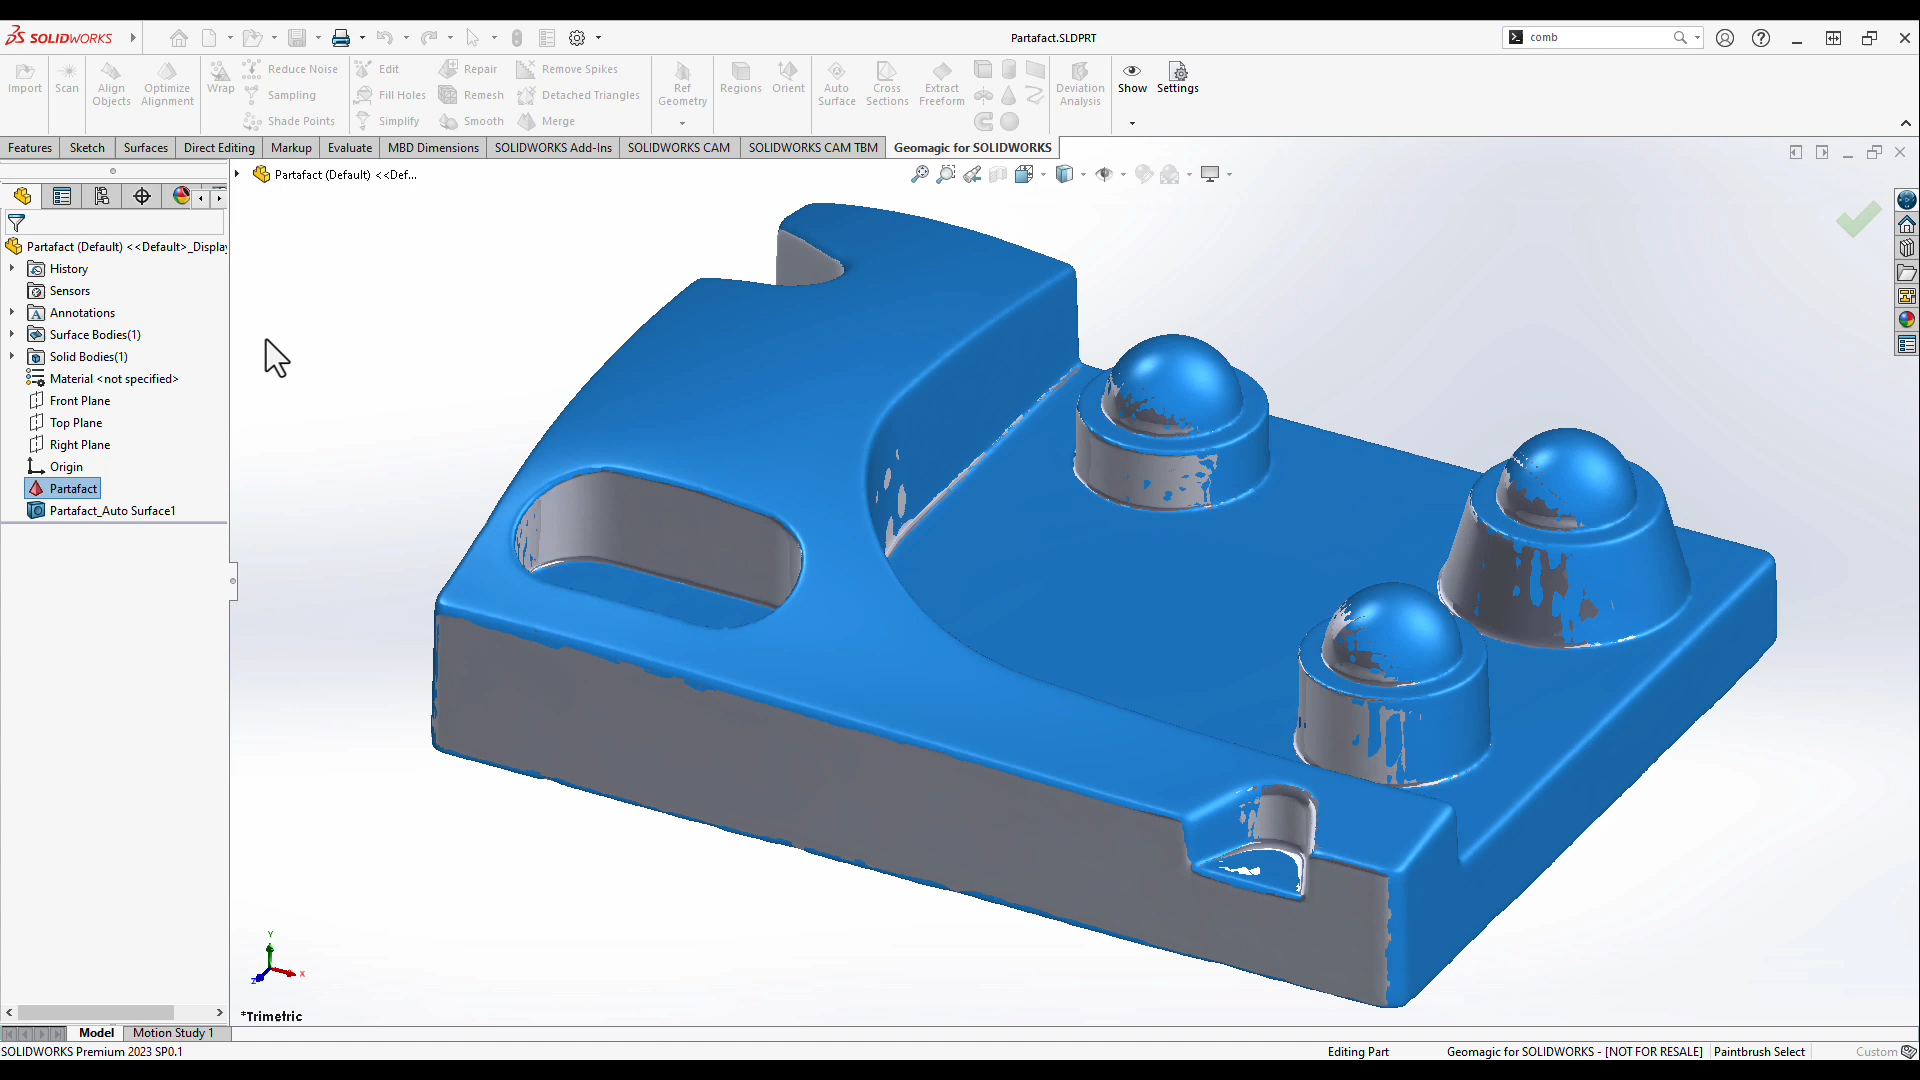 SOLIDWORKS
Partafact.SLDPRT
comb
Import
Scan
Align Objects
Optimize Alignment
Wrap
Reduce Noise
Sampling
Shade Points
Edit
Fill Holes
Simplify
Repair
Remesh
Smooth
Remove Spikes
Detached Triangles
Merge
Ref Geometry
Regions
Orient
Auto Surface
Cross Sections
Extract Freeform
Deviation Analysis
Show
Settings
Features
Sketch
Surfaces
Direct Editing
Markup
Evaluate
MBD Dimensions
SOLIDWORKS Add-Ins
SOLIDWORKS CAM
SOLIDWORKS CAM TBM
Geomagic for SOLIDWORKS
Partafact (Default) <<Def...
Partafact (Default) <<Default>_Display
History
Sensors
Annotations
Surface Bodies(1)
Solid Bodies(1)
Material <not specified>
Front Plane
Top Plane
Right Plane
Origin
Partafact
Partafact_Auto Surface1
Y
X
Z
*Trimetric
Model
Motion Study 1
SOLIDWORKS Premium 2023 SP0.1
Editing Part
Geomagic for SOLIDWORKS - [NOT FOR RESALE]
Paintbrush Select
Custom